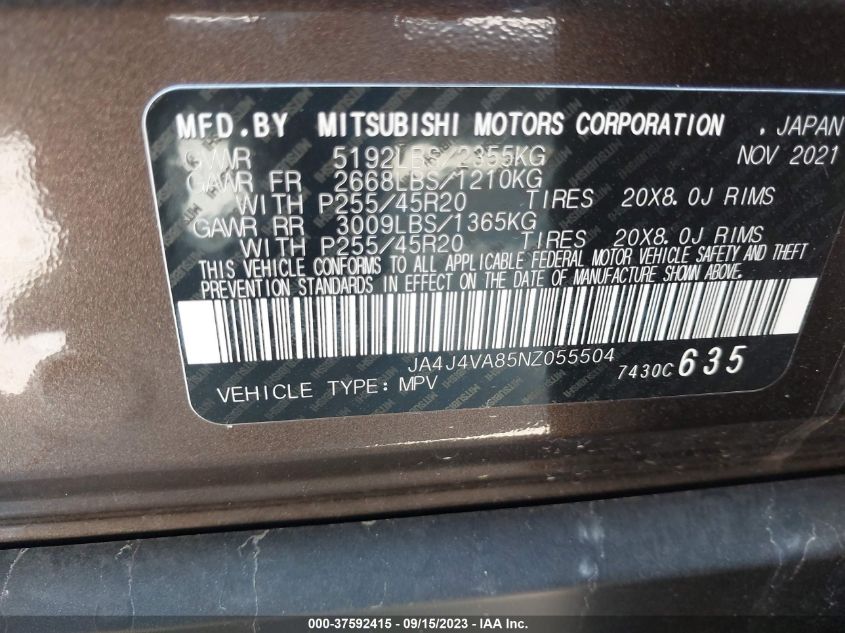 MFD.BY MITSUBISHI MOTORS CORPORATION . JAPAN
GVWR 5192LBS/2355KG NOV 2021
GAWR FR 2668LBS/1210KG
WITH P255/45R20 TIRES 20X8.0J RIMS
GAWR RR 3009LBS/1365KG
WITH P255/45R20 TIRES 20X8.0J RIMS
THIS VEHICLE CONFORMS TO ALL APPLICABLE FEDERAL MOTOR VEHICLE SAFETY AND THEFT
PREVENTION STANDARDS IN EFFECT ON THE DATE OF MANUFACTURE SHOWN ABOVE.
JA4J4VA85NZ055504
VEHICLE TYPE: MPV 7430C 635
000-37592415 - 09/15/2023 - IAAI.COM